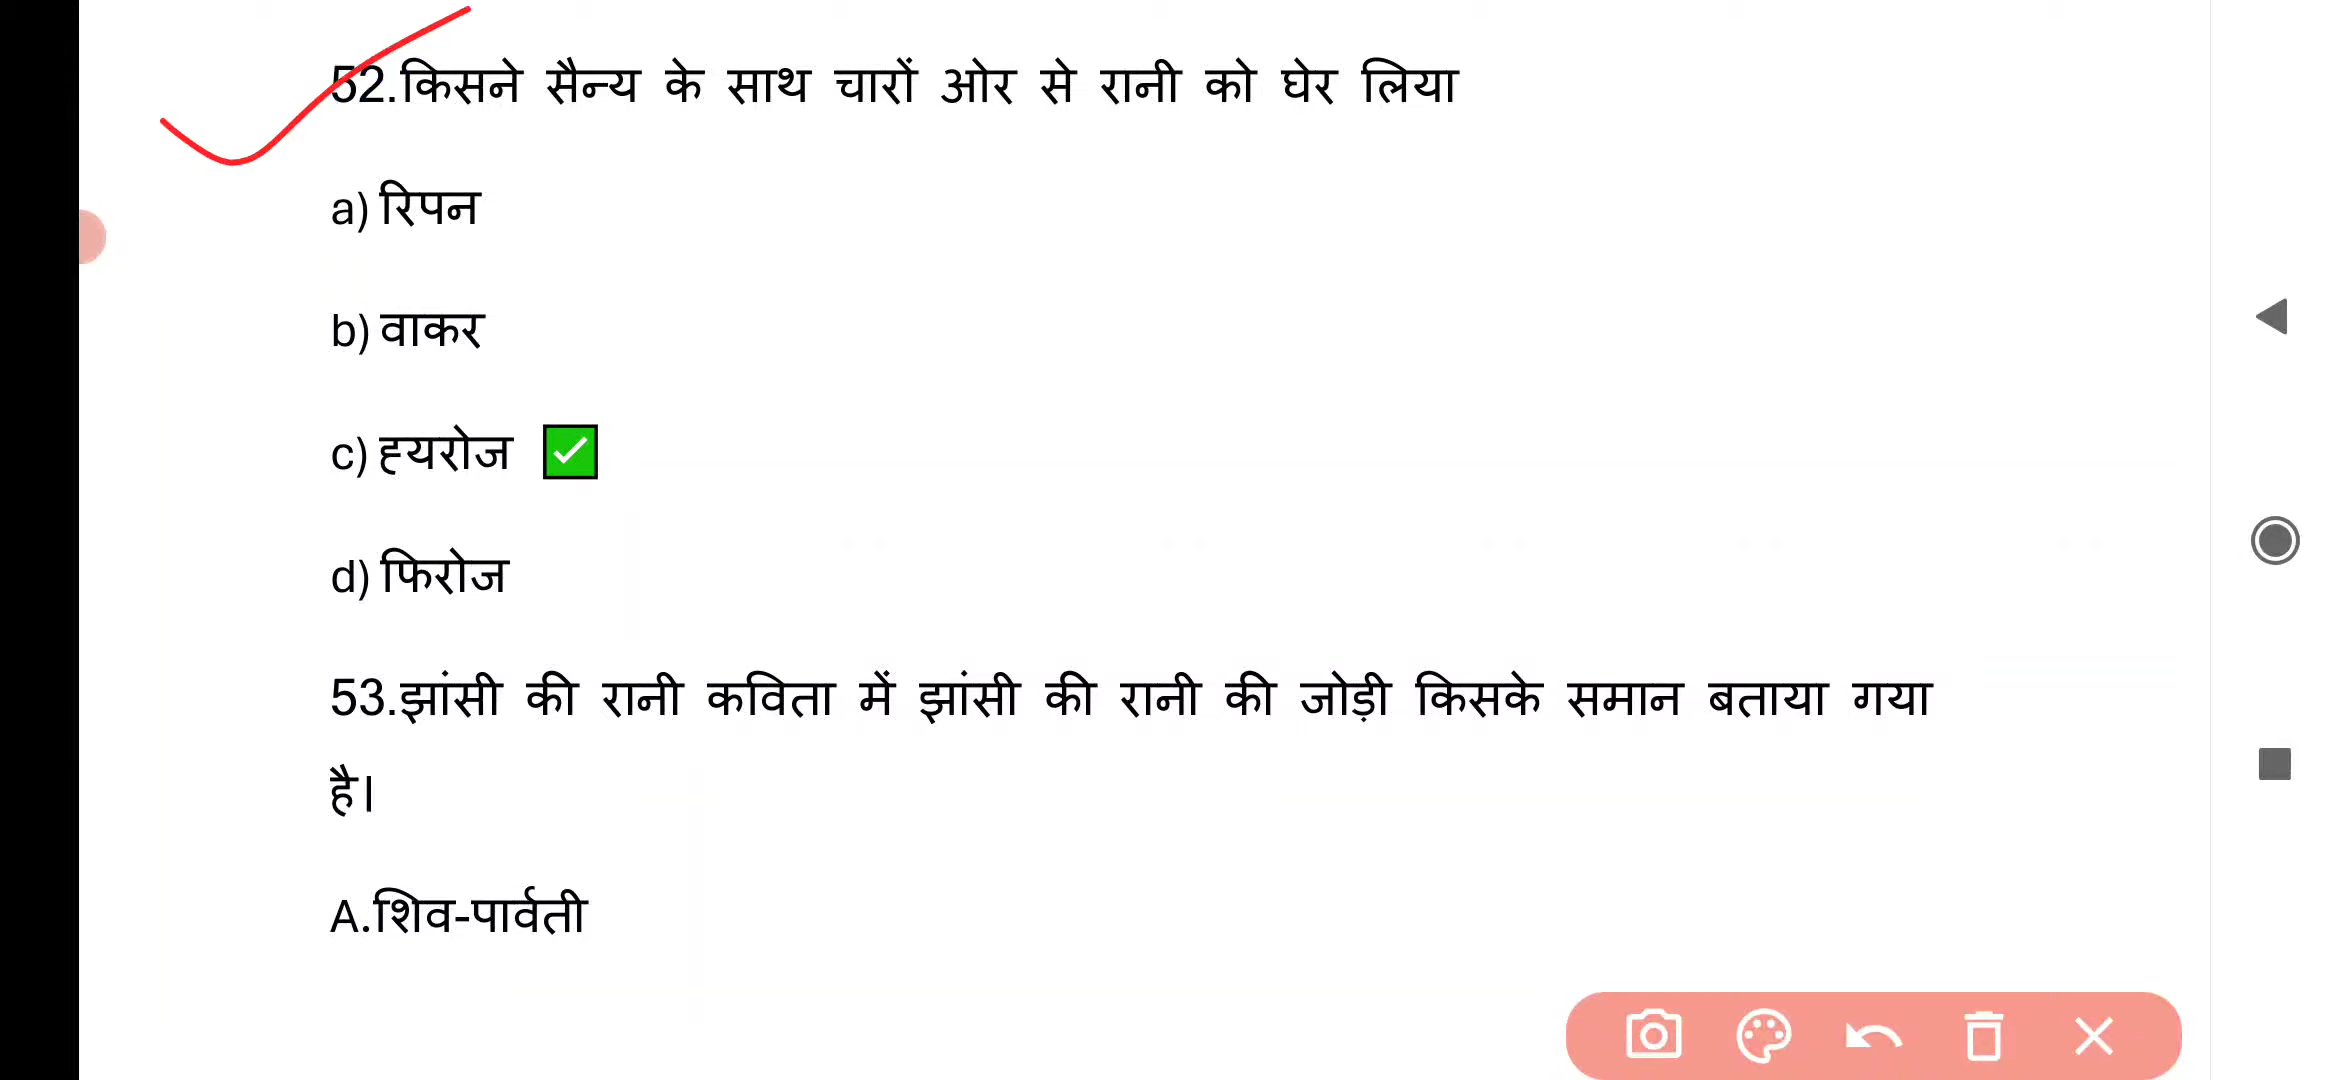 52.किसने सैन्य के साथ चारों ओर से रानी को घेर लिया
a) रिपन
b) वाकर
c) ह्यरोज ✅
d) फिरोज
53.झांसी की रानी कविता में झांसी की रानी की जोड़ी किसके समान बताया गया
है।
A.शिव-पार्वती